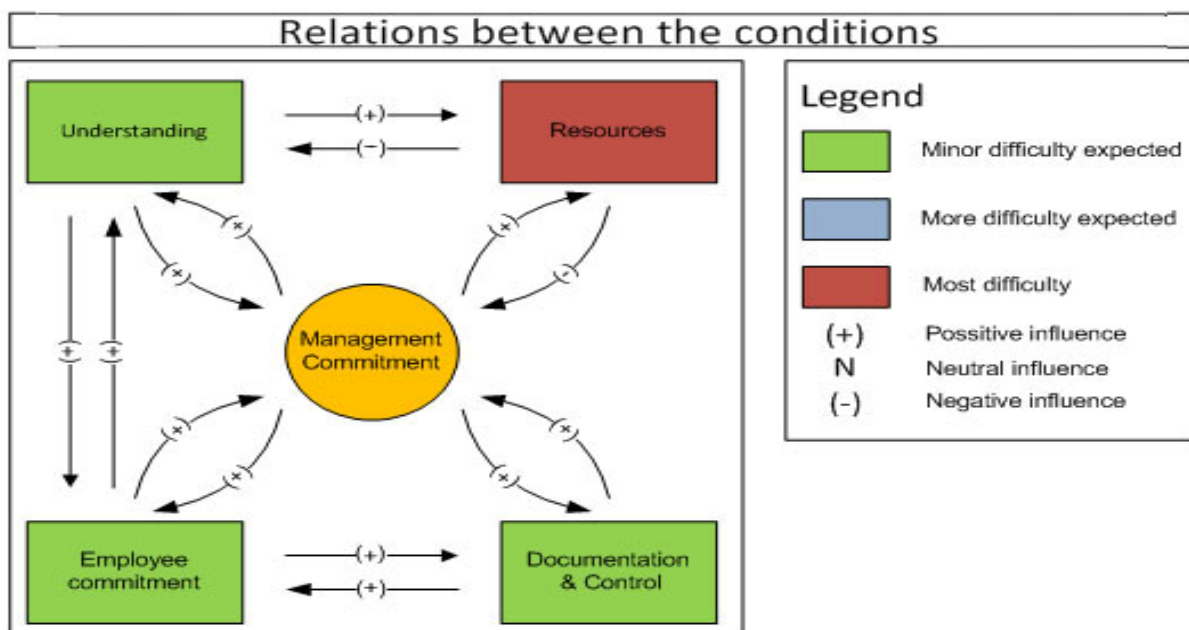 Relations between the conditions
Understanding
(+)
(-)
Resources
(+)
(+)
(+)
(-)
(+)
(+)
Management
Commitment
(+)
(+)
(+)
(+)
Employee
commitment
(+)
(+)
Documentation
& Control
Legend
Minor difficulty expected
More difficulty expected
Most difficulty
(+) Possitive influence
N Neutral influence
(-) Negative influence